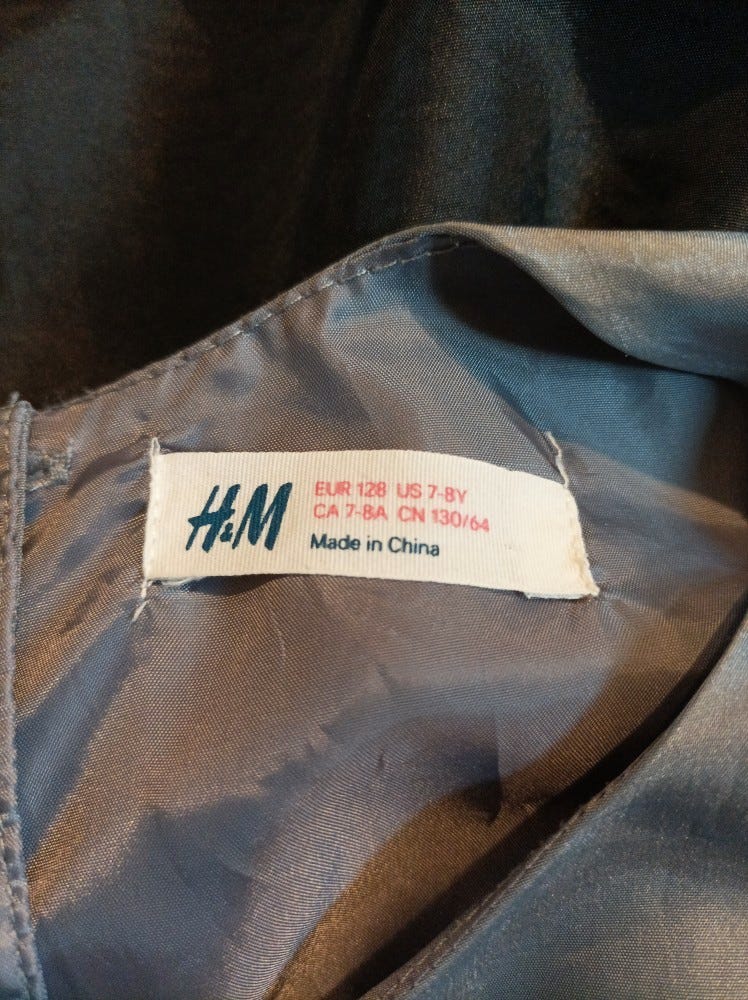 H&M
EUR 128 US 7-8Y
CA 7-8A CN 130/64
Made in China